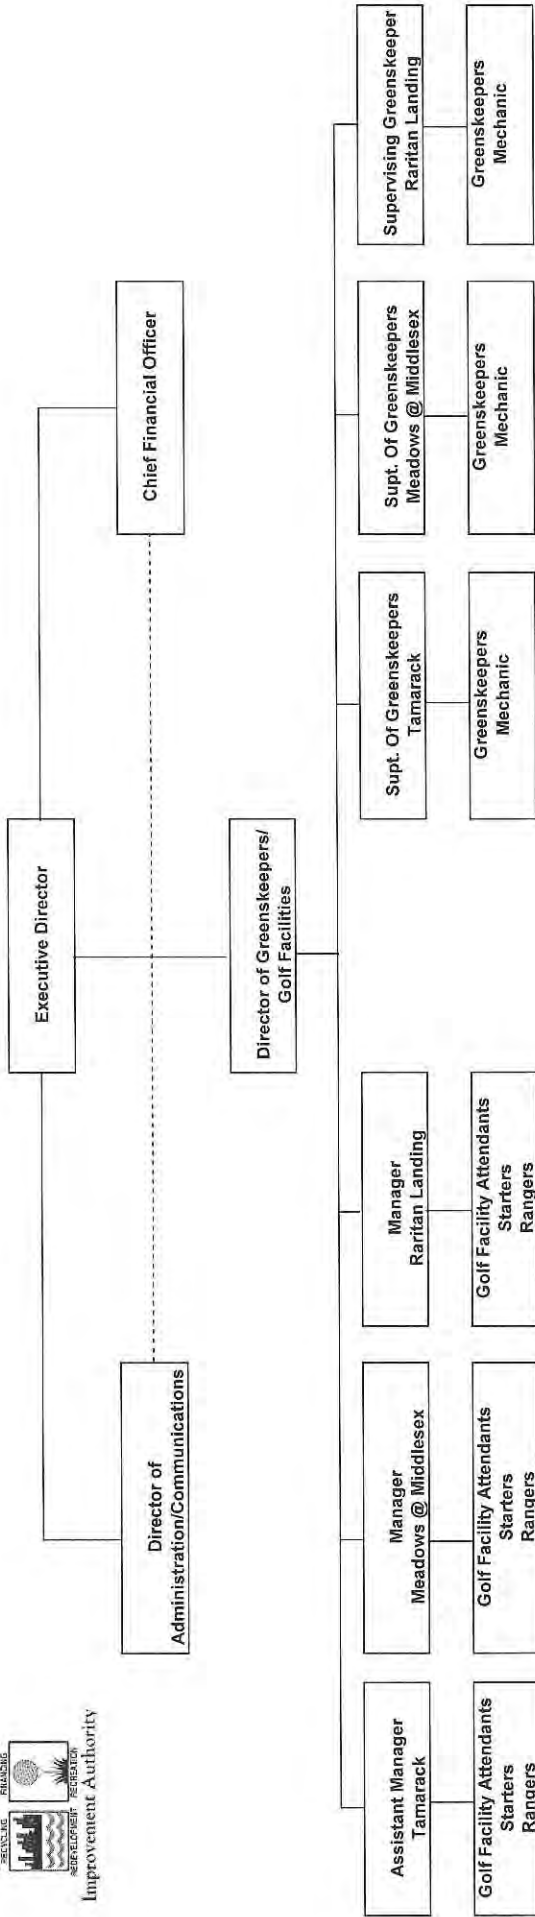 RECYCLING
FINANCING
REDEVELOPMENT
RECREATION
Improvement Authority
Executive Director
Director of
Administration/Communications
Chief Financial Officer
Director of Greenskeepers/
Golf Facilities
Assistant Manager
Tamarack
Manager
Meadows @ Middlesex
Manager
Raritan Landing
Supt. Of Greenskeepers
Tamarack
Supt. Of Greenskeepers
Meadows @ Middlesex
Supervising Greenskeeper
Raritan Landing
Golf Facility Attendants
Starters
Rangers
Golf Facility Attendants
Starters
Rangers
Golf Facility Attendants
Starters
Rangers
Greenskeepers
Mechanic
Greenskeepers
Mechanic
Greenskeepers
Mechanic